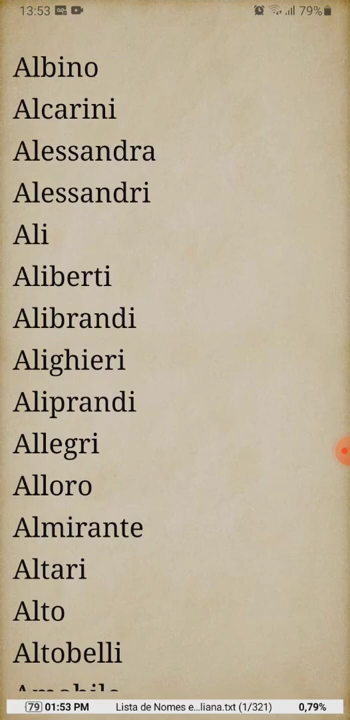 13:53
79%
Albino
Alcarini
Alessandra
Alessandri
Ali
Aliberti
Alibrandi
Alighieri
Aliprandi
Allegri
Alloro
Almirante
Altari
Alto
Altobelli
79 01:53 PM Lista de Nomes e...liana.txt (1/321) 0,79%